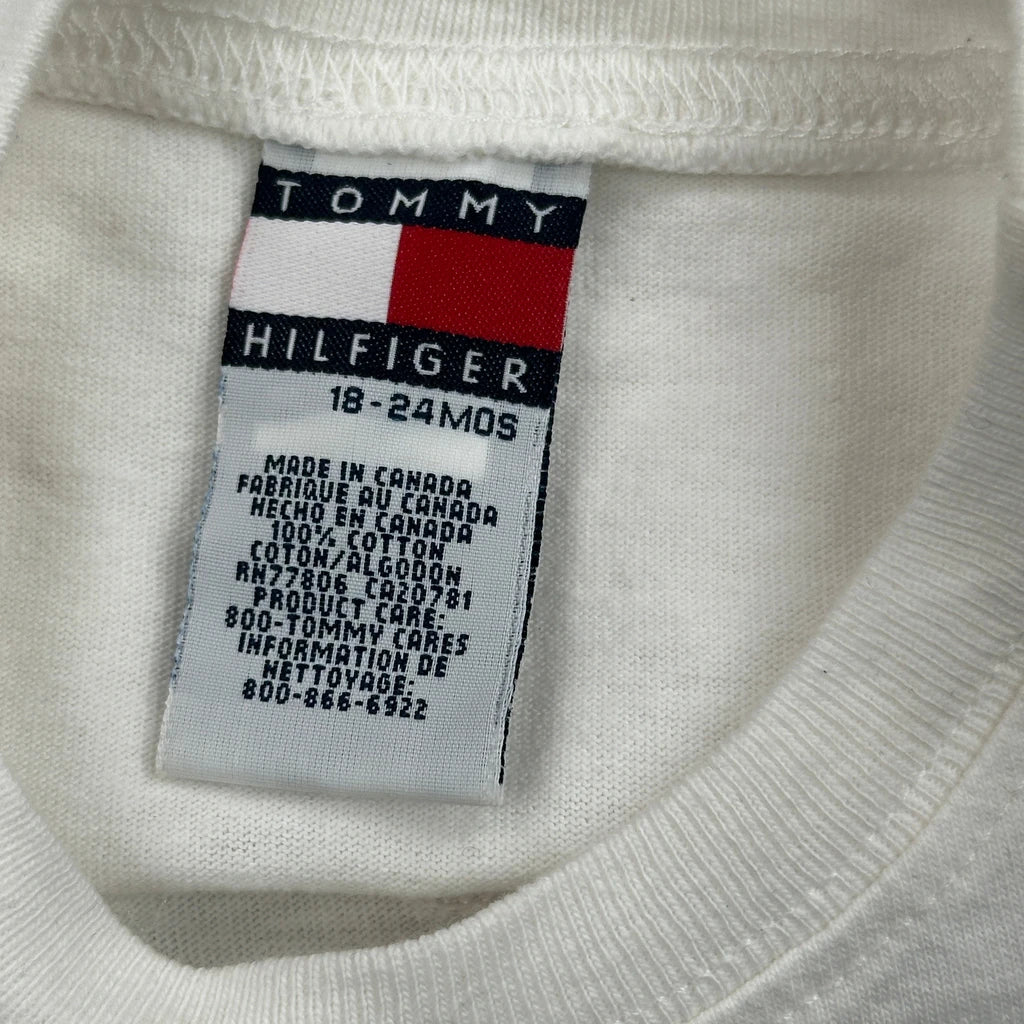 TOMMY
HILFIGER
18-24MOS
MADE IN CANADA
FABRIQUE AU CANADA
HECHO EN CANADA
100% COTTON
COTON/ALGODON
RN77806 CA20781
PRODUCT CARE:
800-TOMMY CARES
INFORMATION DE
NETTOYAGE:
800-866-6922